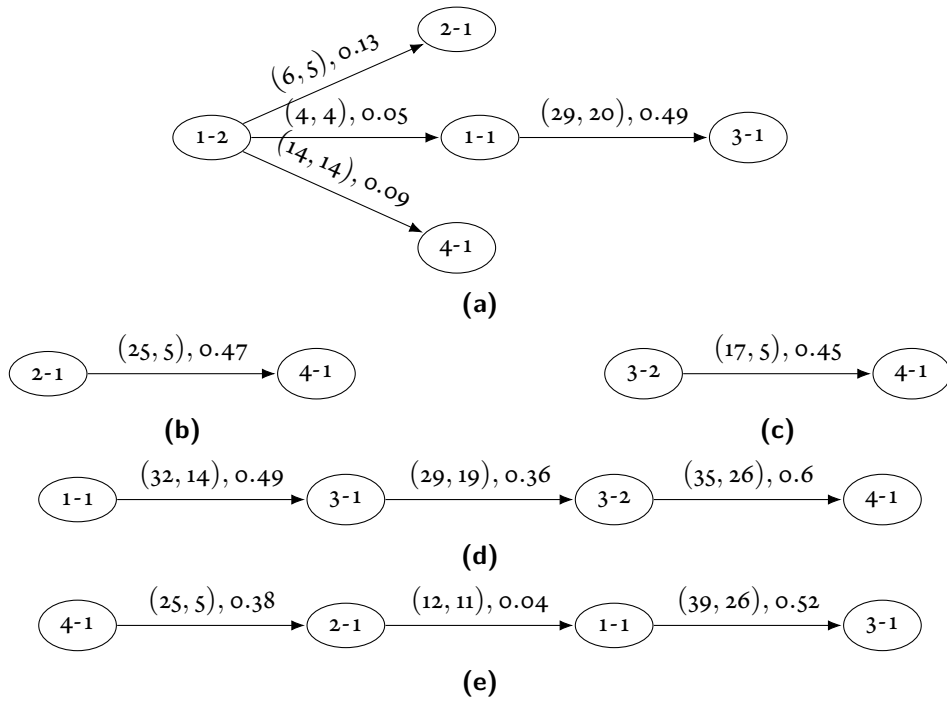 2-1
(6, 5), 0.13
(4, 4), 0.05
(29, 20), 0.49
1-2
1-1
3-1
(14, 14), 0.09
4-1
(a)
(25, 5), 0.47
2-1
4-1
(b)
(17, 5), 0.45
3-2
4-1
(c)
(32, 14), 0.49
(29, 19), 0.36
(35, 26), 0.6
1-1
3-1
3-2
4-1
(d)
(25, 5), 0.38
(12, 11), 0.04
(39, 26), 0.52
4-1
2-1
1-1
3-1
(e)